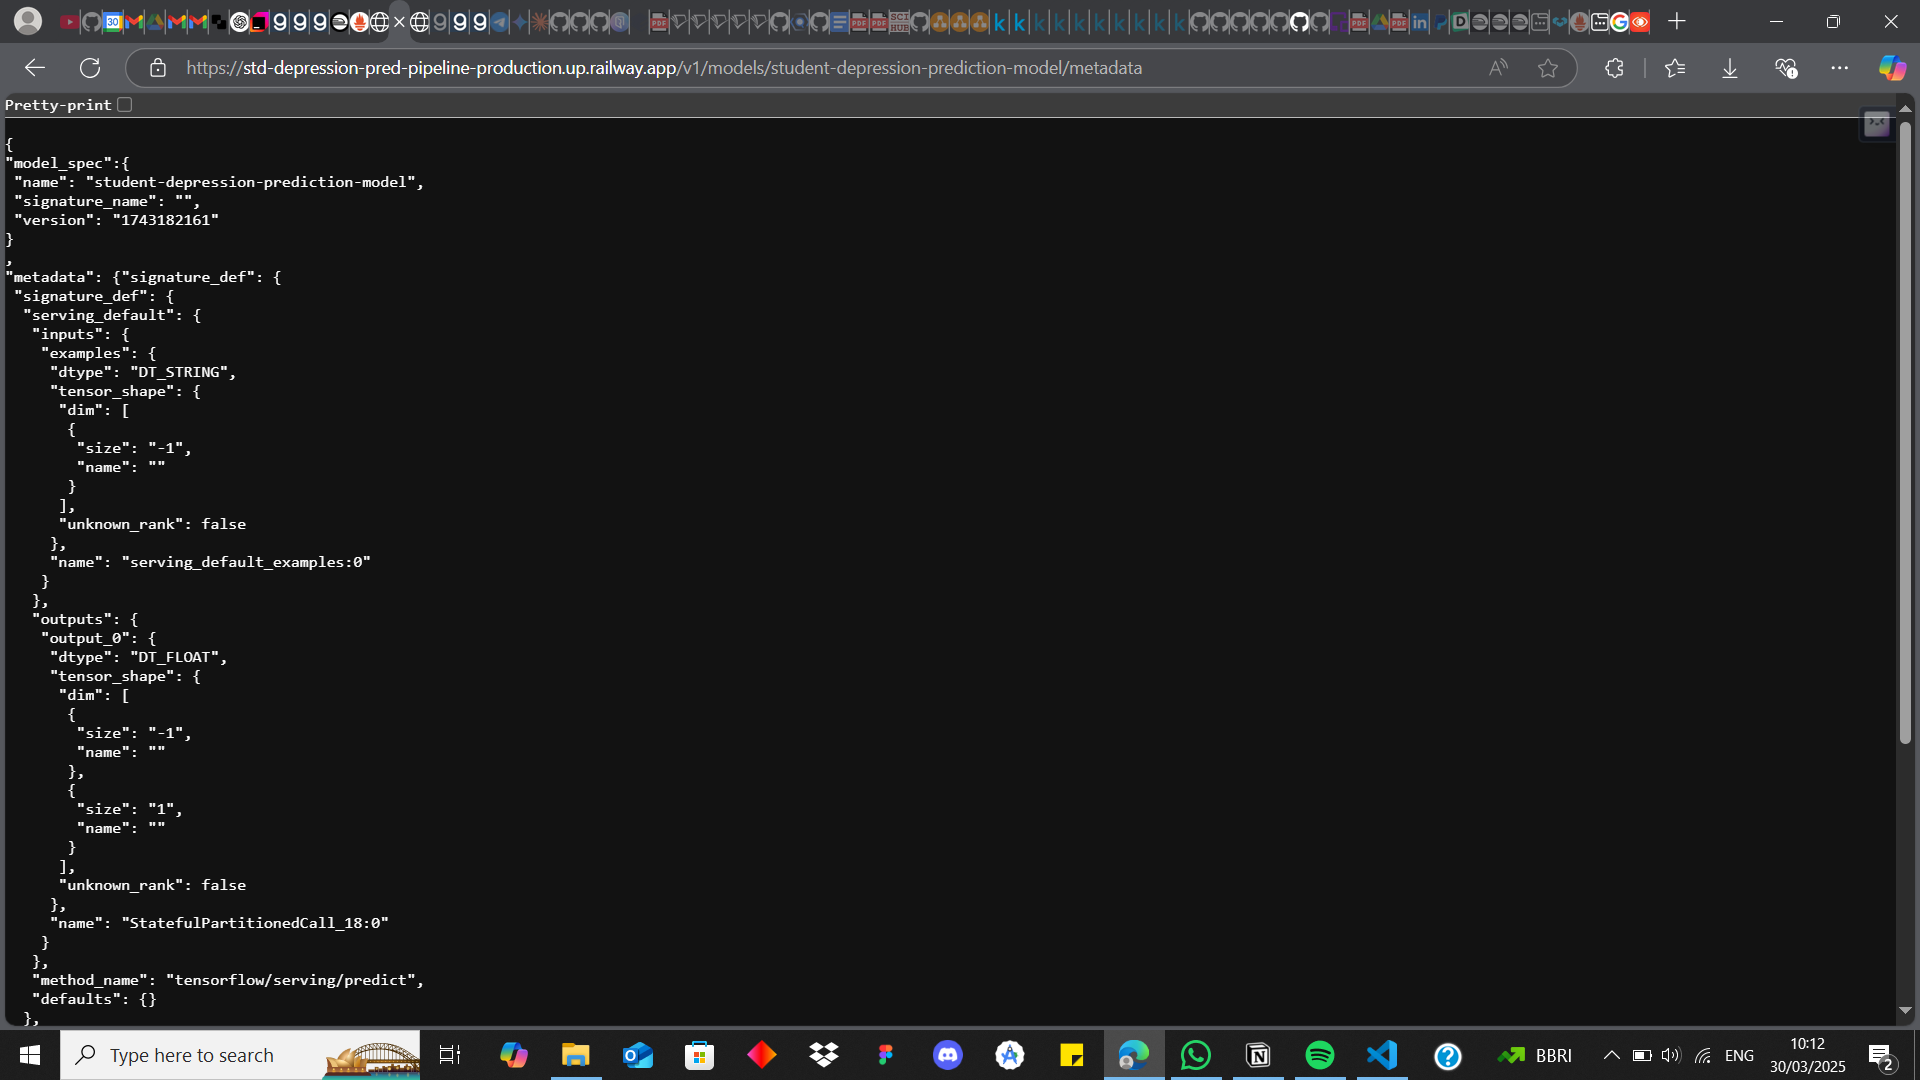 https://std-depression-pred-pipeline-production.up.railway.app/v1/models/student-depression-prediction-model/metadata
Pretty-print
{
"model_spec":{
"name": "student-depression-prediction-model",
"signature_name": "",
"version": "1743182161"
}
,
"metadata": {"signature_def": {
"signature_def": {
"serving_default": {
"inputs": {
"examples": {
"dtype": "DT_STRING",
"tensor_shape": {
"dim": [
{
"size": "-1",
"name": ""
}
],
"unknown_rank": false
},
"name": "serving_default_examples:0"
}
},
"outputs": {
"output_0": {
"dtype": "DT_FLOAT",
"tensor_shape": {
"dim": [
{
"size": "-1",
"name": ""
},
{
"size": "1",
"name": ""
}
],
"unknown_rank": false
},
"name": "StatefulPartitionedCall_18:0"
}
},
"method_name": "tensorflow/serving/predict",
"defaults": {}
},
Type here to search
BBRI
ENG
10:12
30/03/2025
2